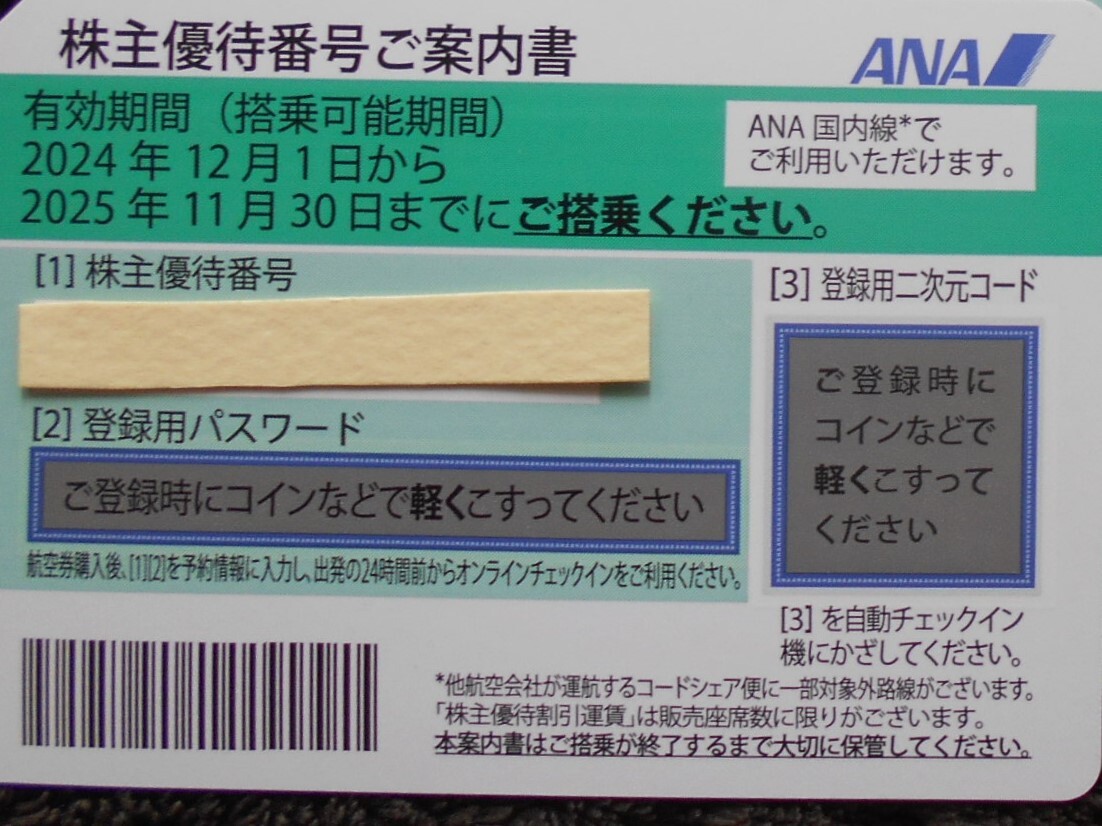 株主優待番号ご案内書
ANA
有効期間（搭乗可能期間）
2024 年 12 月 1 日から
2025 年 11 月 30 日までにご搭乗ください。
ANA 国内線*で
ご利用いただけます。
[1] 株主優待番号
[2] 登録用パスワード
ご登録時にコインなどで軽くこすってください
航空券購入後、[1][2]を予約情報に入力し、出発の24時間前からオンラインチェックインをご利用ください。
[3] 登録用二次元コード
ご登録時に
コインなどで
軽くこすって
ください
[3] を自動チェックイン
機にかざしてください。
*他航空会社が運航するコードシェア便に一部対象外路線がございます。
「株主優待割引運賃」は販売座席数に限りがございます。
本案内書はご搭乗が終了するまで大切に保管してください。